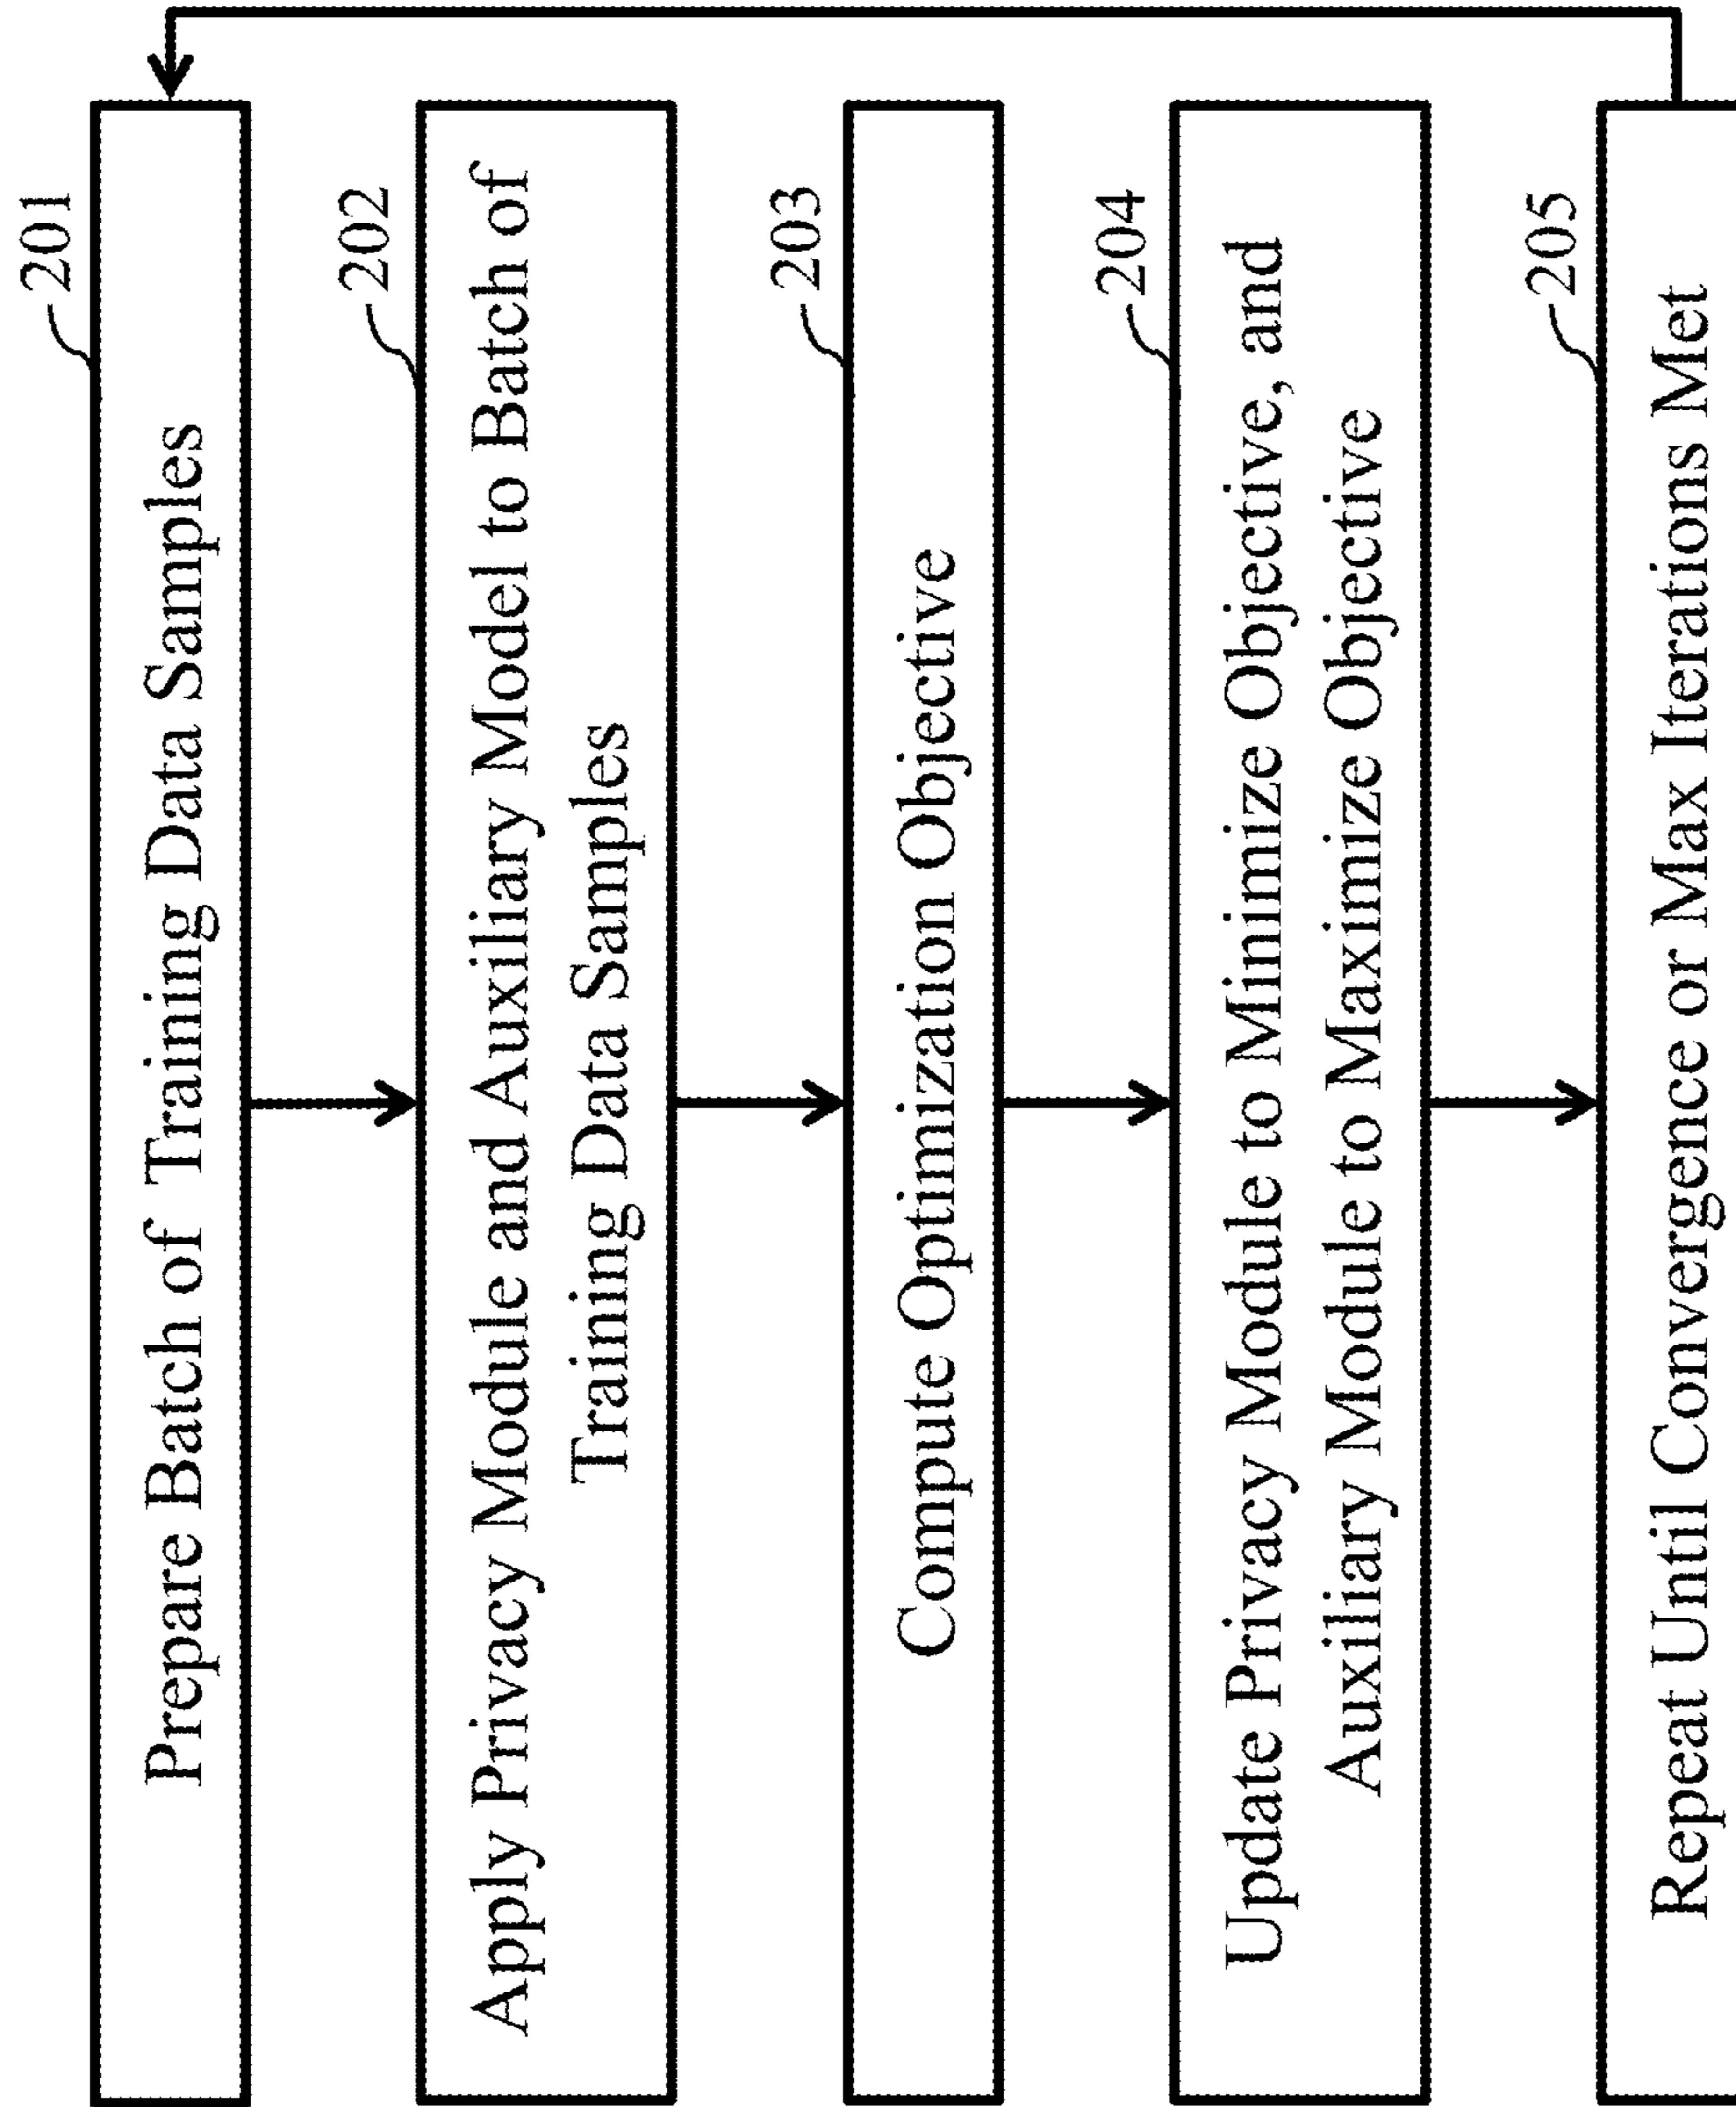 201
Prepare Batch of Training Data Samples
202
Apply Privacy Module and Auxiliary Model to Batch of
Training Data Samples
203
Compute Optimization Objective
204
Update Privacy Module to Minimize Objective, and
Auxiliary Module to Maximize Objective
205
Repeat Until Convergence or Max Iterations Met